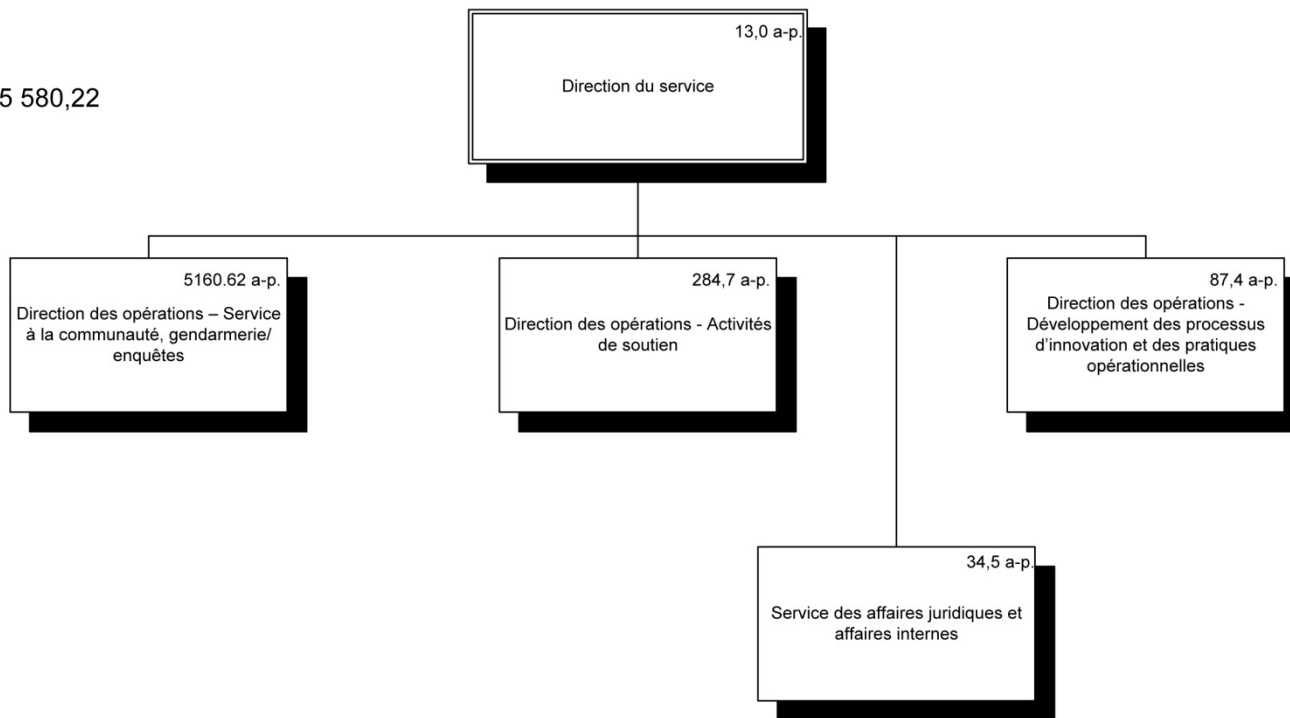 13,0 a-p.
Direction du service
5 580,22
5160.62 a-p.
Direction des opérations – Service
à la communauté, gendarmerie/
enquêtes
284,7 a-p.
Direction des opérations - Activités
de soutien
87,4 a-p.
Direction des opérations -
Développement des processus
d'innovation et des pratiques
opérationnelles
34,5 a-p.
Service des affaires juridiques et
affaires internes